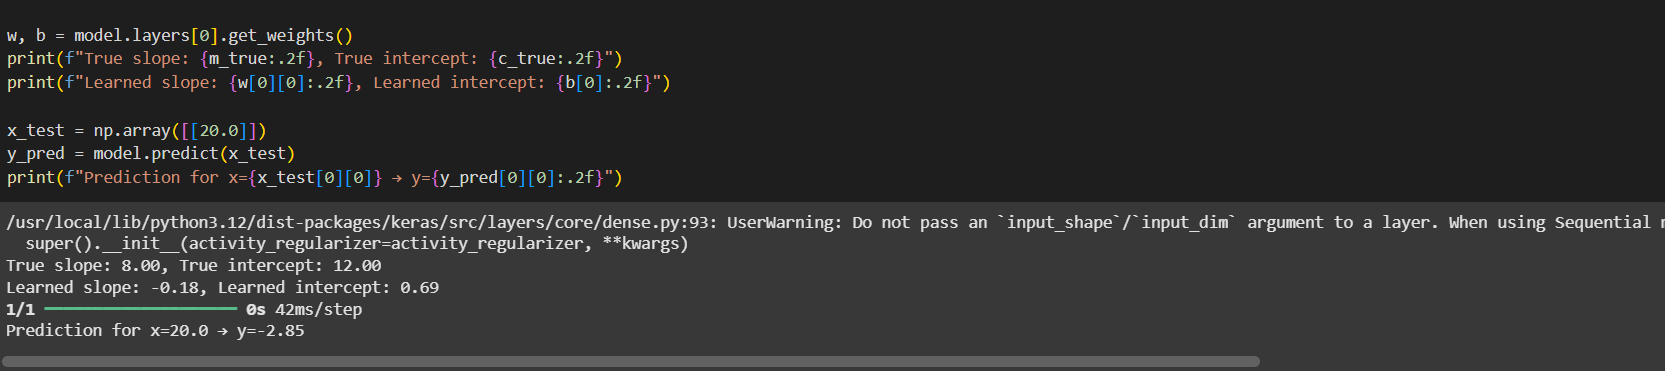 w, b = model.layers[0].get_weights()
print(f"True slope: {m_true:.2f}, True intercept: {c_true:.2f}")
print(f"Learned slope: {w[0][0]:.2f}, Learned intercept: {b[0]:.2f}")
x_test = np.array([[20.0]])
y_pred = model.predict(x_test)
print(f"Prediction for x={x_test[0][0]} → y={y_pred[0][0]:.2f}")
/usr/local/lib/python3.12/dist-packages/keras/src/layers/core/dense.py:93: UserWarning: Do not pass an `input_shape`/`input_dim` argument to a layer. When using Sequential
super().__init__(activity_regularizer=activity_regularizer, **kwargs)
True slope: 8.00, True intercept: 12.00
Learned slope: -0.18, Learned intercept: 0.69
1/1 ━━━━━━━━━━━━━━━━━━━━ 0s 42ms/step
Prediction for x=20.0 → y=-2.85